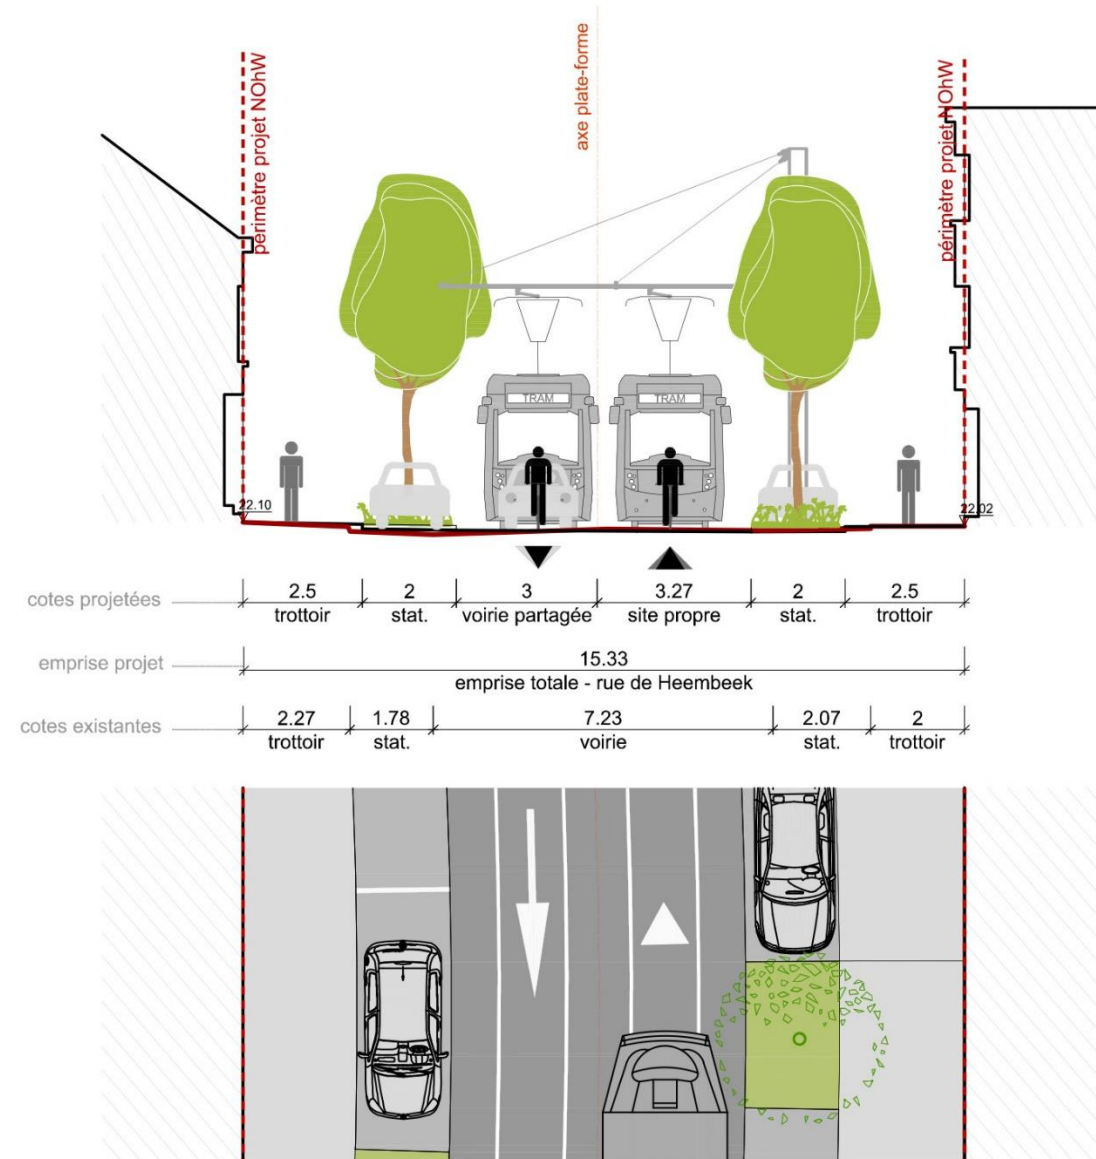 périmètre projet NOhW
axe plate-forme
périmètre projet NOhW
TRAM
TRAM
22.10
22.02
cotes projetées
2.5
2
3
3.27
2
2.5
trottoir
stat.
voirie partagée
site propre
stat.
trottoir
emprise projet
15.33
emprise totale - rue de Heembeek
cotes existantes
2.27
1.78
7.23
2.07
2
trottoir
stat.
voirie
stat.
trottoir